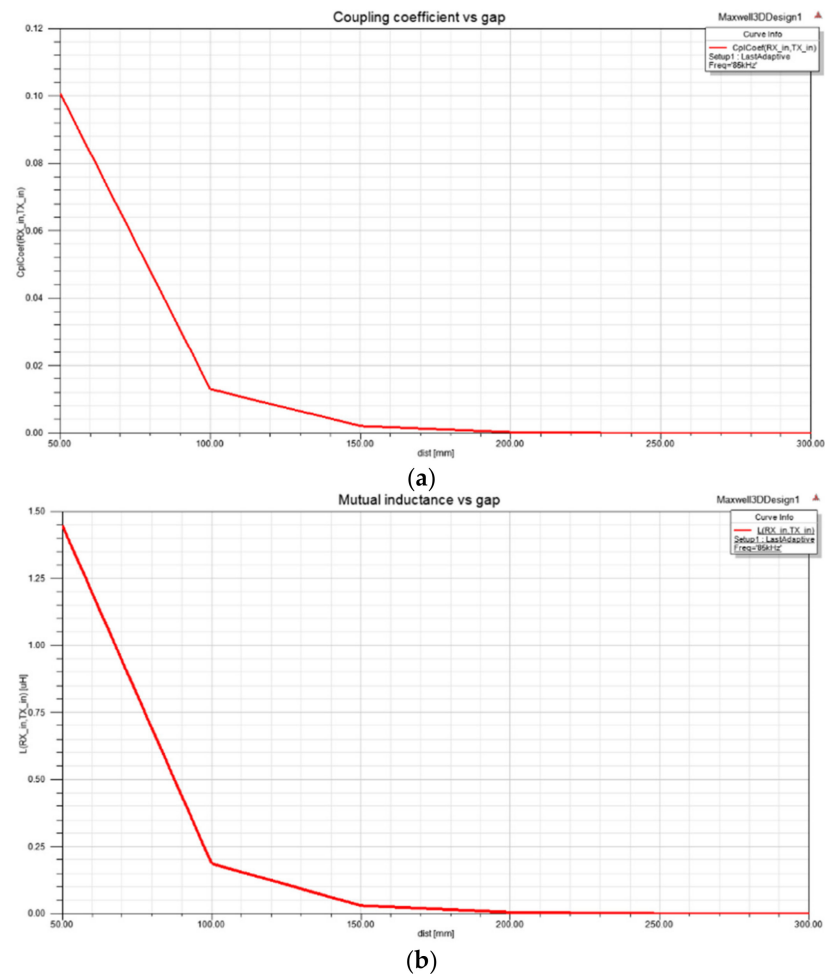 Coupling coefficient vs gap
Maxwell3DDesign1
Curve Info
CplCoef(RX_in,TX_in)
Setup1 : LastAdaptive
Freq='85kHz'
0.12
0.10
0.08
0.06
0.04
0.02
0.00
CplCoef(RX_in,TX_in)
50.00 100.00 150.00 200.00 250.00 300.00
dist [mm]
(a)
Mutual inductance vs gap
Maxwell3DDesign1
Curve Info
L(RX_in,TX_in)
Setup1 : LastAdaptive
Freq='85kHz'
1.50
1.25
1.00
0.75
0.50
0.25
0.00
L(RX_in,TX_in) [uH]
50.00 100.00 150.00 200.00 250.00 300.00
dist [mm]
(b)